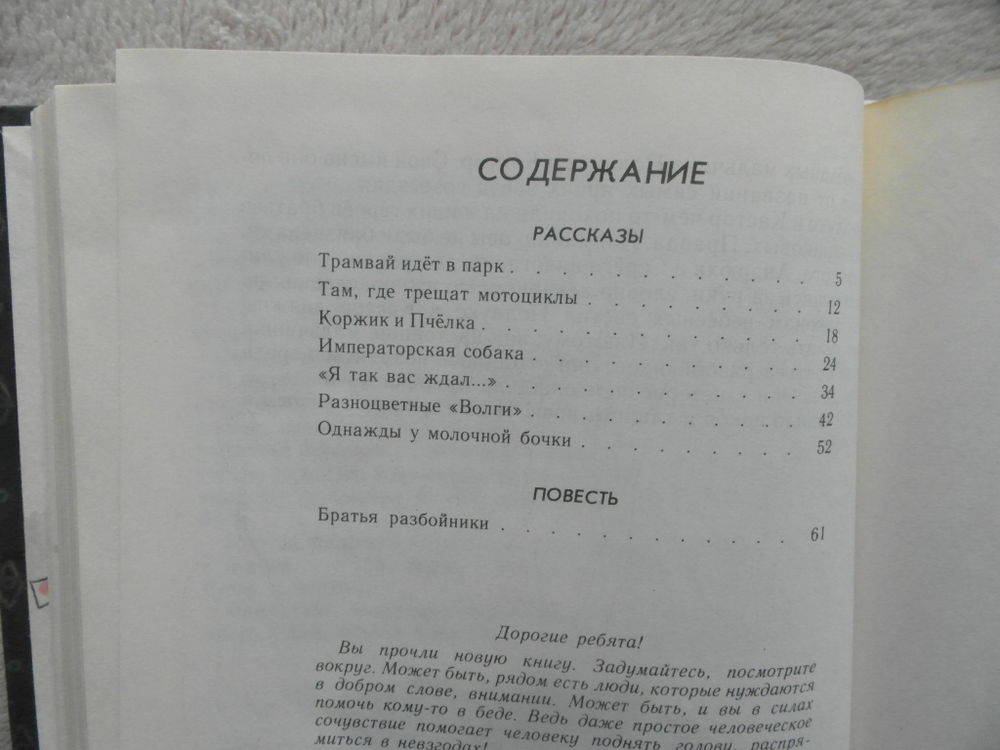 СОДЕРЖАНИЕ
РАССКАЗЫ
Трамвай идёт в парк . . . . . . . . . . . . 5
Там, где трещат мотоциклы . . . . . . . . . 12
Коржик и Пчёлка . . . . . . . . . . . . . 18
Императорская собака . . . . . . . . . . . 24
«Я так вас ждал...» . . . . . . . . . . . . 34
Разноцветные «Волги» . . . . . . . . . . . 42
Однажды у молочной бочки . . . . . . . . . 52
ПОВЕСТЬ
Братья разбойники . . . . . . . . . . . . 61
Дорогие ребята!
Вы прочли новую книгу. Задумайтесь, посмотрите
вокруг. Может быть, рядом есть люди, которые нуждаются
в добром слове, внимании. Может быть, и вы в силах
помочь кому-то в беде. Ведь даже простое человеческое
сочувствие помогает человеку поднять голову, распря-
миться в невзгодах!